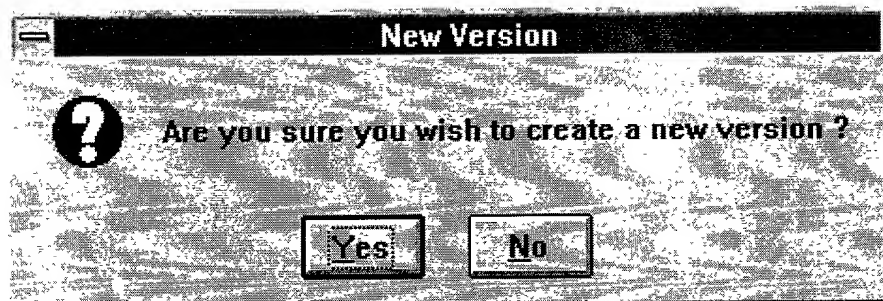 New Version
Are you sure you wish to create a new version ?
Yes
No